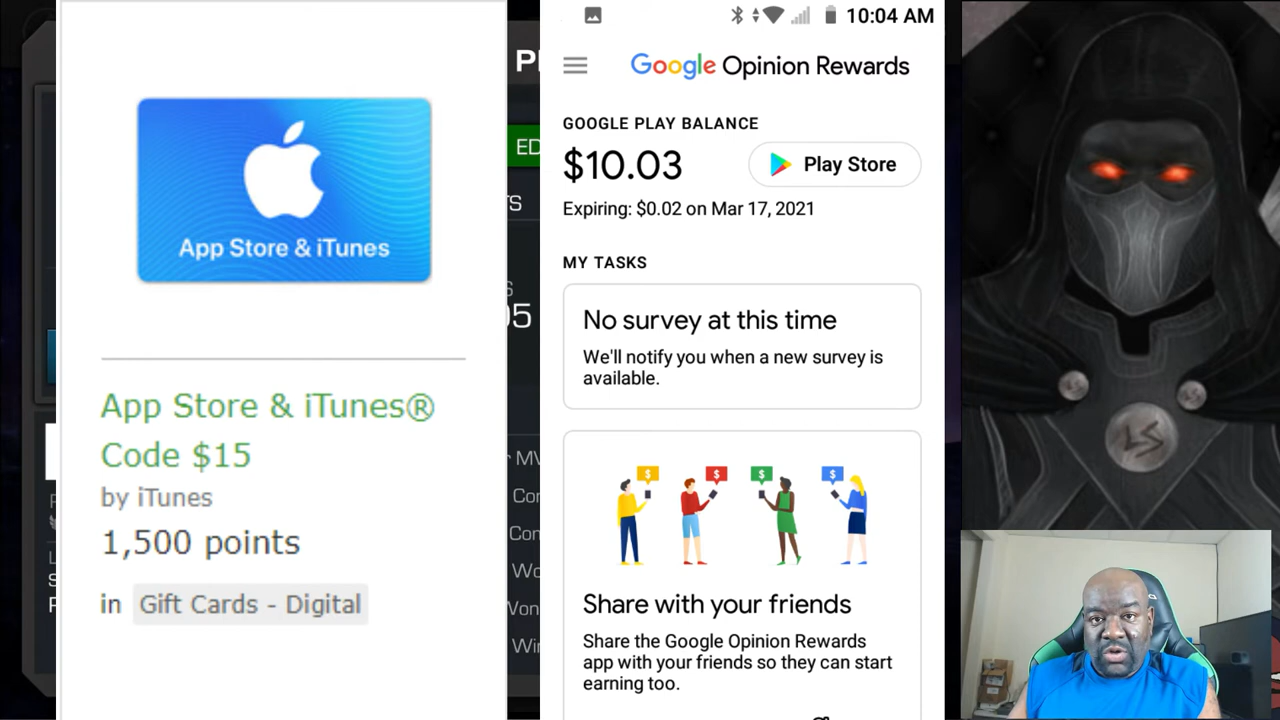 App Store & iTunes
App Store & iTunes®
Code $15
by iTunes
1,500 points
in Gift Cards - Digital
10:04 AM
Google Opinion Rewards
GOOGLE PLAY BALANCE
$10.03
Play Store
Expiring: $0.02 on Mar 17, 2021
MY TASKS
No survey at this time
We'll notify you when a new survey is
available.
Share with your friends
Share the Google Opinion Rewards
app with your friends so they can start
earning too.
LS